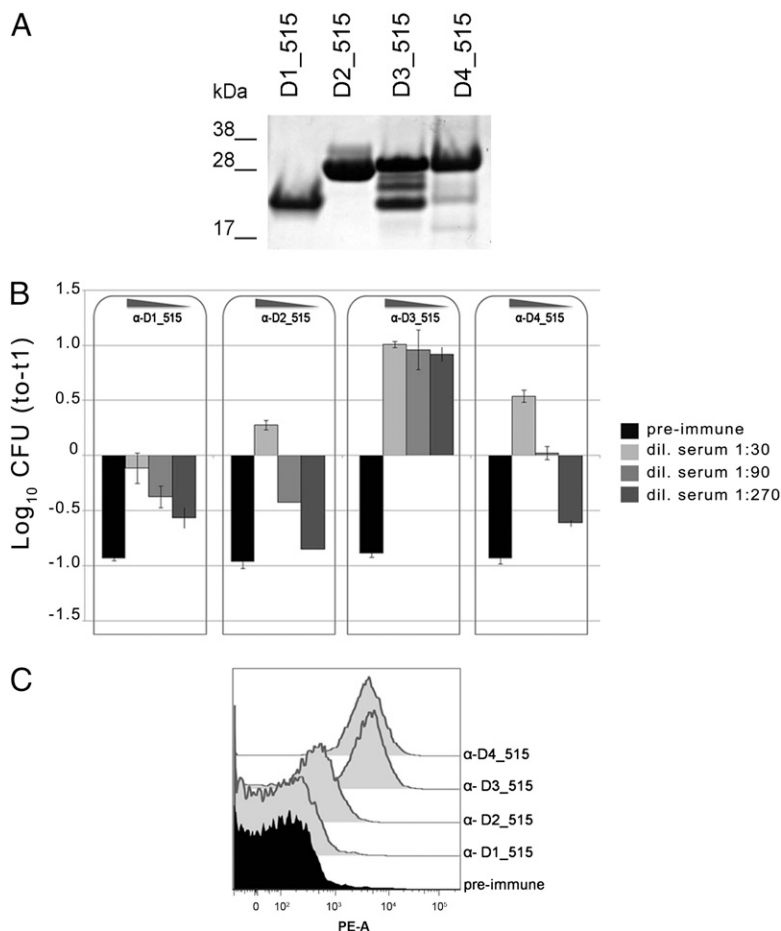 A
D1_515
D2_515
D3_515
D4_515
kDa
38
28
17
B
1.5
1.0
0.5
0
-0.5
-1.0
-1.5
Log10 CFU (to-t1)
α-D1_515
α-D2_515
α-D3_515
α-D4_515
pre-immune
dil. serum 1:30
dil. serum 1:90
dil. serum 1:270
C
α-D4_515
α- D3_515
α- D2_515
α- D1_515
pre-immune
0 10² 10³ 10⁴ 10⁵
PE-A